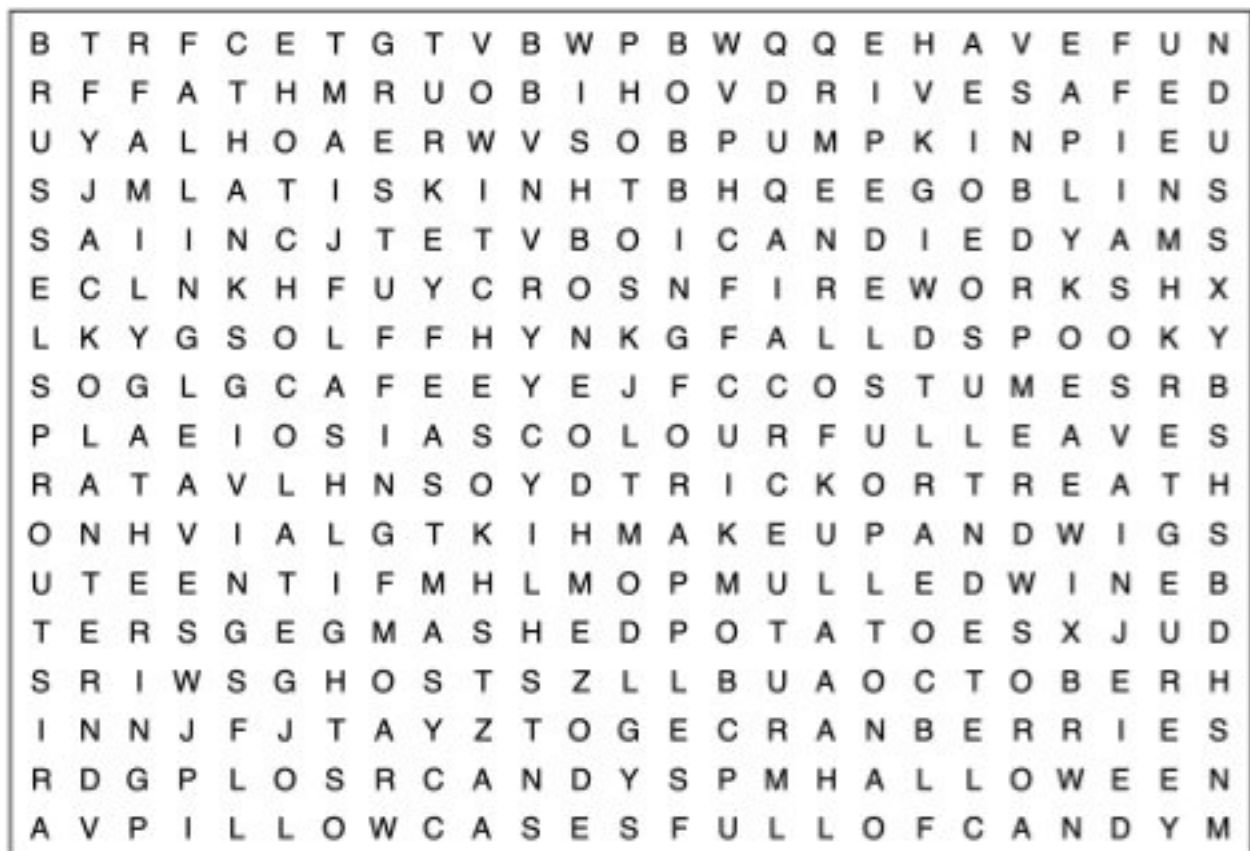 B T R F C E T G T V B W P B W Q Q E H A V E F U N
R F F A T H M R U O B I H O V D R I V E S A F E D
U Y A L H O A E R W V S O B P U M P K I N P I E U
S J M L A T I S K I N H T B H Q E E G O B L I N S
S A I I N C J T E T V B O I C A N D I E D Y A M S
E C L N K H F U Y C R O S N F I R E W O R K S H X
L K Y G S O L F F H Y N K G F A L L D S P O O K Y
S O G L G C A F E E Y E J F C C O S T U M E S R B
P L A E I O S I A S C O L O U R F U L L E A V E S
R A T A V L H N S O Y D T R I C K O R T R E A T H
O N H V I A L G T K I H M A K E U P A N D W I G S
U T E E N T I F M H L M O P M U L L E D W I N E B
T E R S G E G M A S H E D P O T A T O E S X J U D
S R I W S G H O S T S Z L L B U A O C T O B E R H
I N N J F J T A Y Z T O G E C R A N B E R R I E S
R D G P L O S R C A N D Y S P M H A L L O W E E N
A V P I L L O W C A S E S F U L L O F C A N D Y M